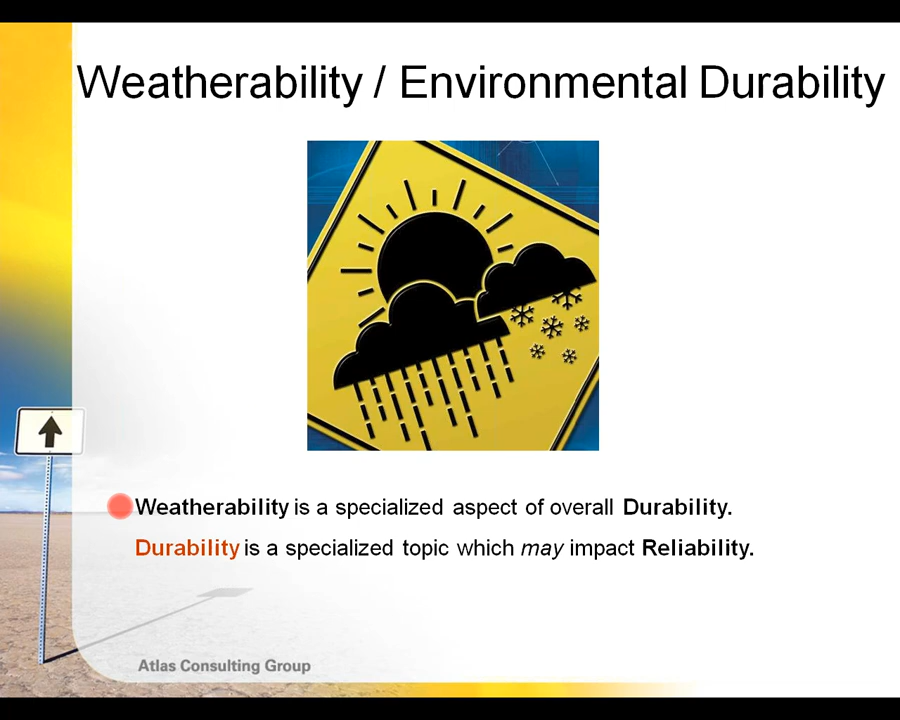 Weatherability / Environmental Durability
Weatherability is a specialized aspect of overall Durability.
Durability is a specialized topic which may impact Reliability.
Atlas Consulting Group